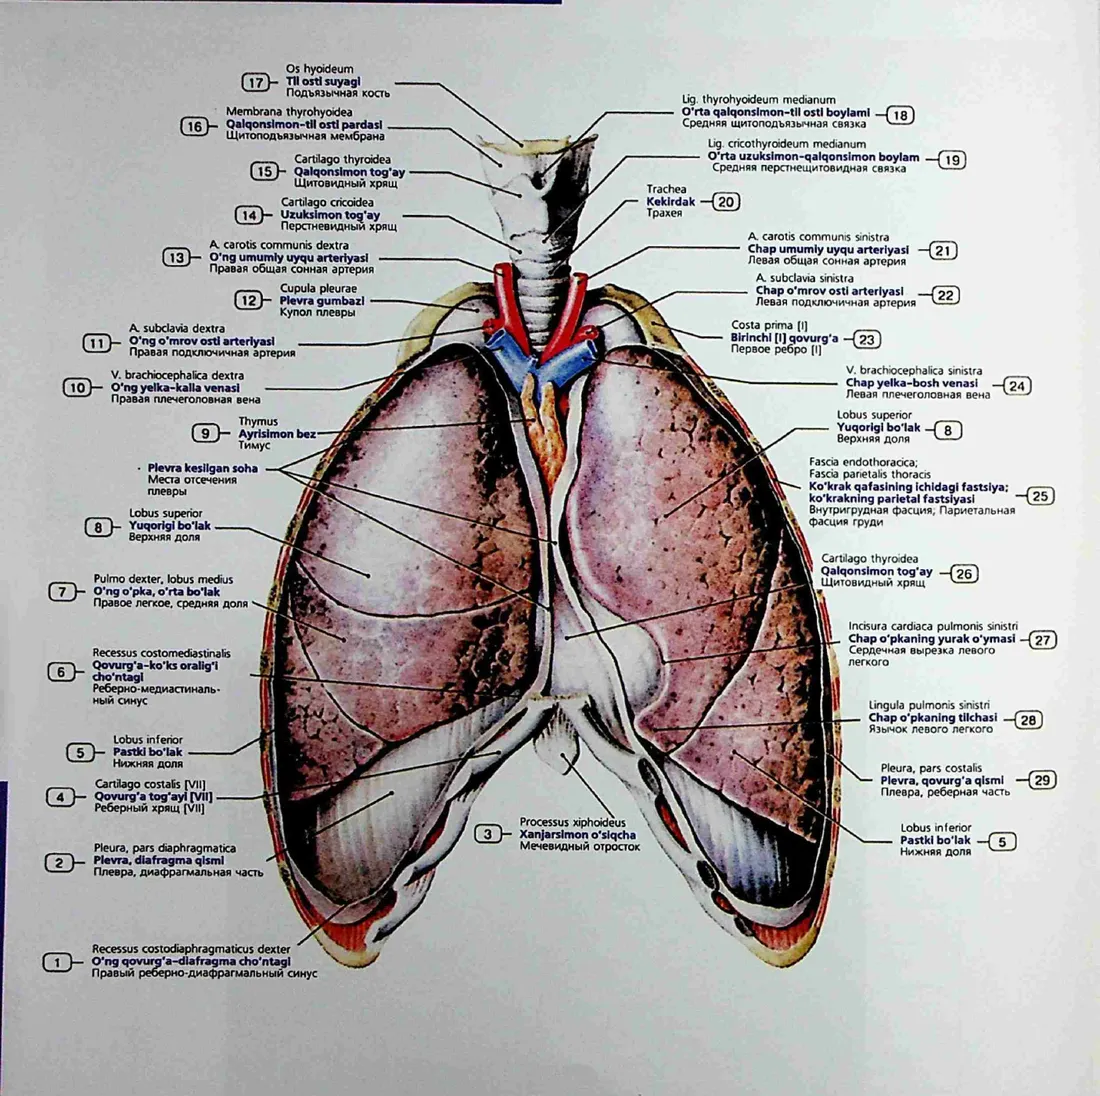 17
Os hyoideum
Til osti suyagi
Подъязычная кость
16
Membrana thyrohyoidea
Qalqonsimon-til osti pardasi
Щитоподъязычная мембрана
15
Cartilago thyroidea
Qalqonsimon tog'ay
Щитовидный хрящ
14
Cartilago cricoidea
Uzuksimon tog'ay
Перстневидный хрящ
13
A. carotis communis dextra
O'ng umumiy uyqu arteriyasi
Правая общая сонная артерия
12
Cupula pleurae
Plevra gumbazi
Купол плевры
11
A. subclavia dextra
O'ng o'mrov osti arteriyasi
Правая подключичная артерия
10
V. brachiocephalica dextra
O'ng yelka-kalla venasi
Правая плечеголовная вена
9
Thymus
Ayrisimon bez
Тимус
Plevra kesilgan soha
Места отсечения
плевры
8
Lobus superior
Yuqorigi bo'lak
Верхняя доля
7
Pulmo dexter, lobus medius
O'ng o'pka, o'rta bo'lak
Правое легкое, средняя доля
6
Recessus costomediastinalis
Qovurg'a-ko'ks oralig'i
cho'ntagi
Реберно-медиастиналь-
ный синус
5
Lobus inferior
Pastki bo'lak
Нижняя доля
4
Cartilago costalis [VII]
Qovurg'a tog'ayi [VII]
Реберный хрящ [VII]
2
Pleura, pars diaphragmatica
Plevra, diafragma qismi
Плевра, диафрагмальная часть
1
Recessus costodiaphragmaticus dexter
O'ng qovurg'a-diafragma cho'ntagi
Правый реберно-диафрагмальный синус
3
Processus xiphoideus
Xanjarsimon o'siqcha
Мечевидный отросток
Lig. thyrohyoideum medianum
O'rta qalqonsimon-til osti boylami
Средняя щитоподъязычная связка
18
Lig. cricothyroideum medianum
O'rta uzuksimon-qalqonsimon boylam
Средняя перстнещитовидная связка
19
Trachea
Kekirdak
Трахея
20
A. carotis communis sinistra
Chap umumiy uyqu arteriyasi
Левая общая сонная артерия
21
A. subclavia sinistra
Chap o'mrov osti arteriyasi
Левая подключичная артерия
22
Costa prima [I]
Birinchi [I] qovurg'a
Первое ребро [I]
23
V. brachiocephalica sinistra
Chap yelka-bosh venasi
Левая плечеголовная вена
24
Lobus superior
Yuqorigi bo'lak
Верхняя доля
8
Fascia endothoracica;
Fascia parietalis thoracis
Ko'krak qafasining ichidagi fastsiya;
ko'krakning parietal fastsiyasi
Внутригрудная фасция; Париетальная
фасция груди
25
Cartilago thyroidea
Qalqonsimon tog'ay
Щитовидный хрящ
26
Incisura cardiaca pulmonis sinistri
Chap o'pkaning yurak o'ymasi
Сердечная вырезка левого
легкого
27
Lingula pulmonis sinistri
Chap o'pkaning tilchasi
Язычок левого легкого
28
Pleura, pars costalis
Plevra, qovurg'a qismi
Плевра, реберная часть
29
Lobus inferior
Pastki bo'lak
Нижняя доля
5